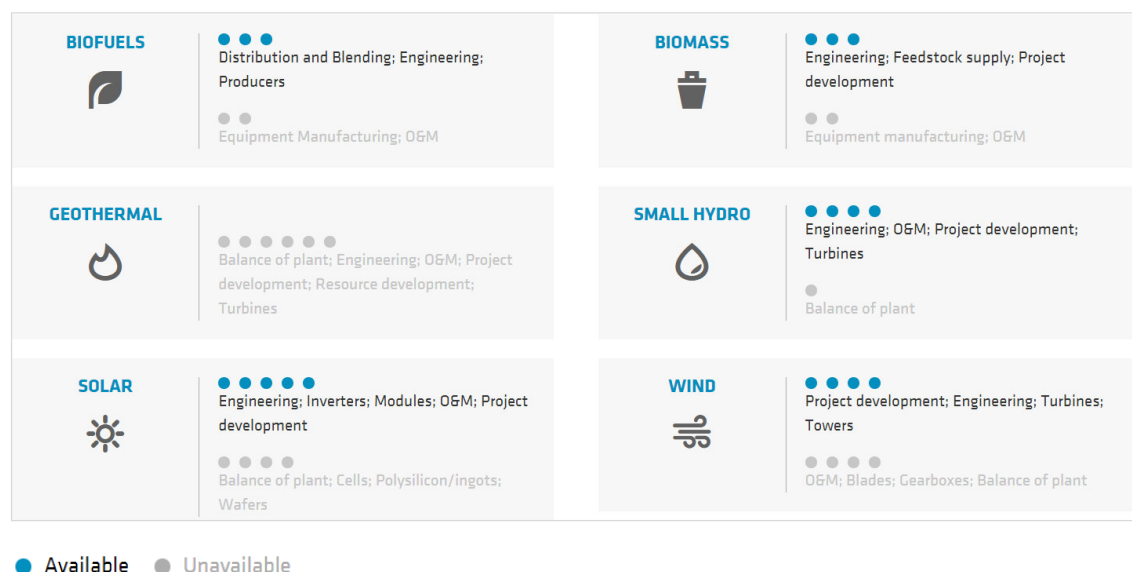 BIOFUELS
Distribution and Blending; Engineering;
Producers
Equipment Manufacturing; O&M
BIOMASS
Engineering; Feedstock supply; Project
development
Equipment manufacturing; O&M
GEOTHERMAL
Balance of plant; Engineering; O&M; Project
development; Resource development;
Turbines
SMALL HYDRO
Engineering; O&M; Project development;
Turbines
Balance of plant
SOLAR
Engineering; Inverters; Modules; O&M; Project
development
Balance of plant; Cells; Polysilicon/ingots;
Wafers
WIND
Project development; Engineering; Turbines;
Towers
O&M; Blades; Gearboxes; Balance of plant
Available Unavailable